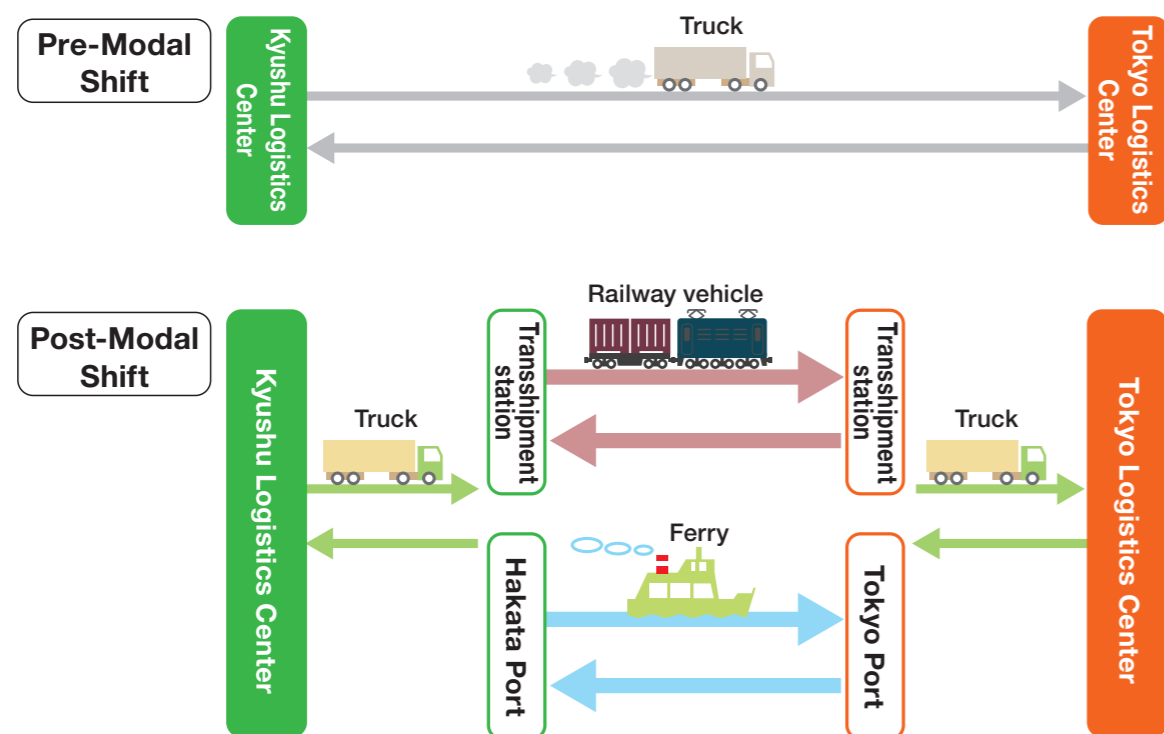 Pre-Modal
Shift
Kyushu Logistics
Center
Truck
Tokyo Logistics
Center
Post-Modal
Shift
Kyushu Logistics Center
Truck
Transshipment
station
Railway vehicle
Transshipment
station
Truck
Tokyo Logistics Center
Hakata Port
Ferry
Tokyo Port